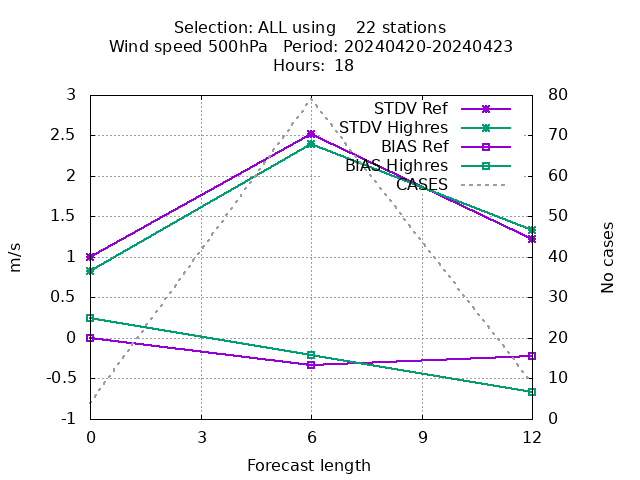 Selection: ALL using    22 stations
Wind speed 500hPa   Period: 20240420-20240423
Hours:  18
3
2.5
2
1.5
1
0.5
0
-0.5
-1
m/s
80
70
60
50
40
30
20
10
0
No cases
STDV Ref
STDV Highres
BIAS Ref
BIAS Highres
CASES
0 3 6 9 12
Forecast length